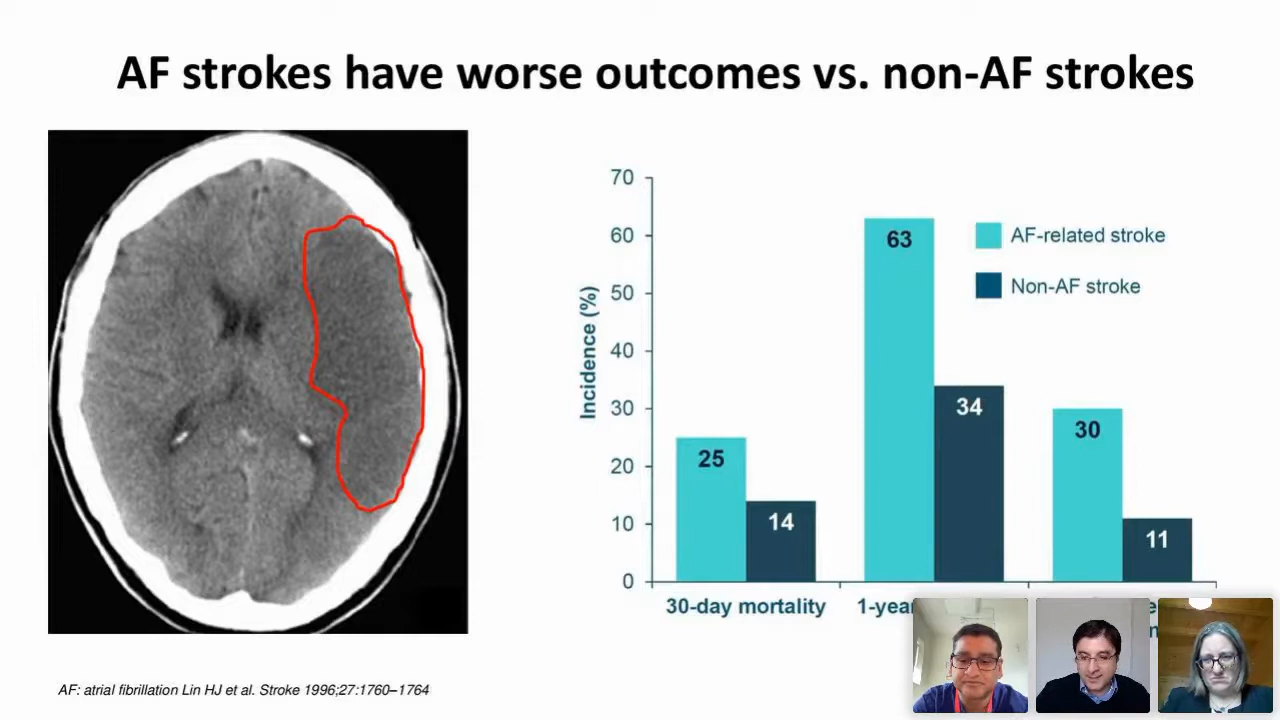 AF strokes have worse outcomes vs. non-AF strokes
70
60
50
40
30
20
10
0
Incidence (%)
AF-related stroke
Non-AF stroke
25
14
63
34
30
11
30-day mortality
1-year
AF: atrial fibrillation Lin HJ et al. Stroke 1996;27:1760–1764